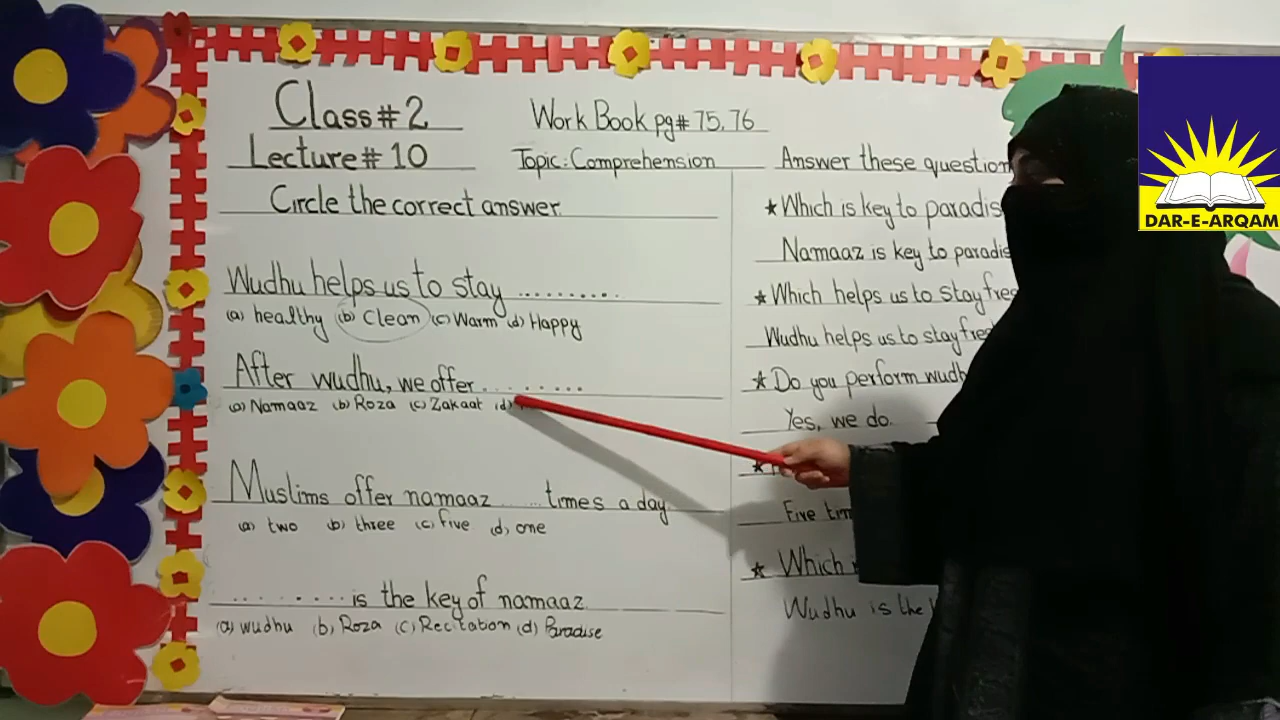 Class#2
Lecture#10
Work Book pg# 75,76
Topic: Comprehension
Circle the correct answer.
Wudhu helps us to stay ..........
(a) healthy (b) Clean (c) Warm (d) Happy
After wudhu, we offer ........
(a) Namaaz (b) Roza (c) Zakaat (d)
Muslims offer namaaz ..... times a day
(a) two (b) three (c) five (d) one
......... is the key of namaaz.
(a) wudhu (b) Roza (c) Recitation (d) Paradise
Answer these question
★ Which is key to paradis
Namaaz is key to paradis
★ Which helps us to stay fre
Wudhu helps us to stay fre
★ Do you perform wudh
Yes, we do.
★
Five tim
★ Which
Wudhu is the
DAR-E-ARQAM